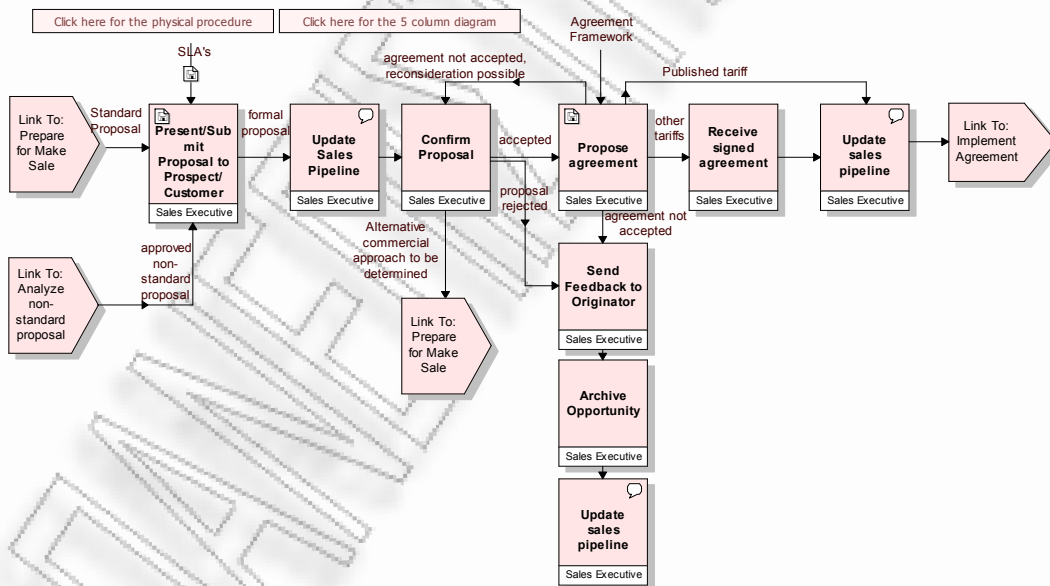 Click here for the physical procedure
Click here for the 5 column diagram
Agreement
Framework
SLA's
agreement not accepted,
reconsideration possible
Published tariff
Link To:
Prepare
for Make
Sale
Standard
Proposal
Present/Sub
mit
Proposal to
Prospect/
Customer
Sales Executive
formal
proposal
Update
Sales
Pipeline
Sales Executive
Confirm
Proposal
Sales Executive
accepted
Propose
agreement
Sales Executive
other
tariffs
Receive
signed
agreement
Sales Executive
Update
sales
pipeline
Sales Executive
Link To:
Implement
Agreement
proposal
rejected
agreement not
accepted
Alternative
commercial
approach to be
determined
approved
non-
standard
proposal
Link To:
Analyze
non-
standard
proposal
Send
Feedback to
Originator
Sales Executive
Link To:
Prepare
for Make
Sale
Archive
Opportunity
Sales Executive
Update
sales
pipeline
Sales Executive